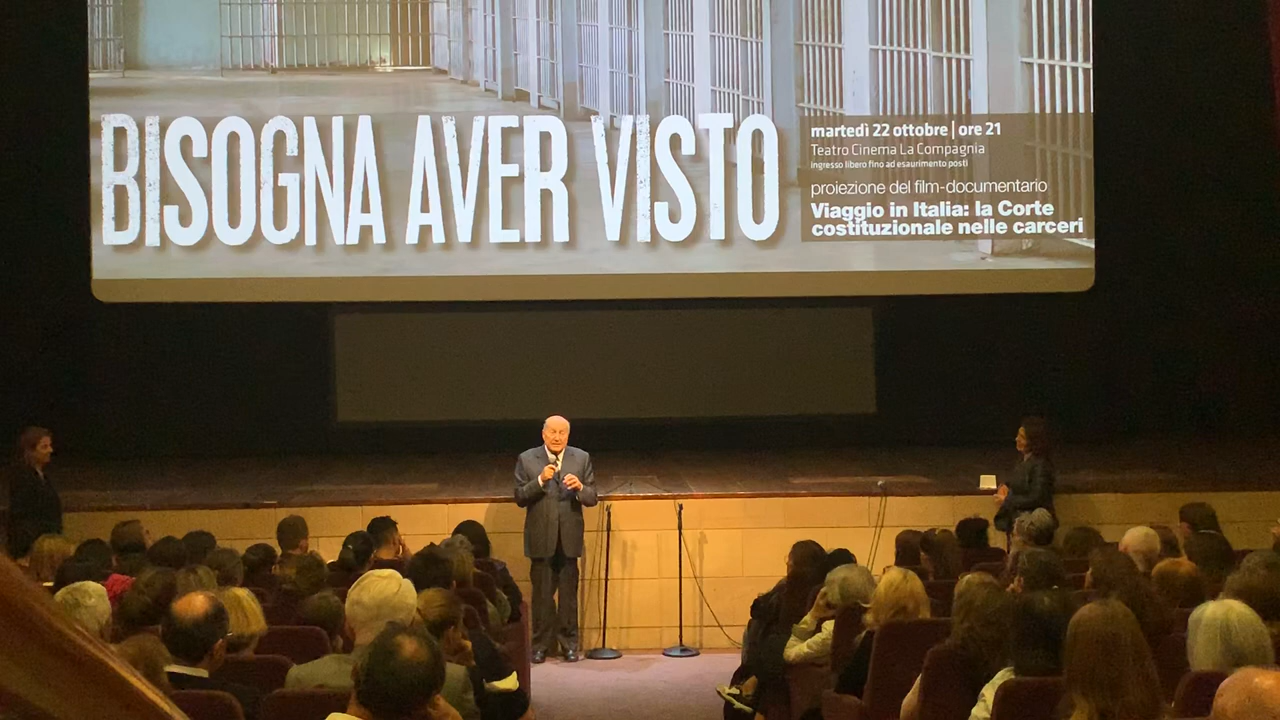 BISOGNA AVER VISTO
martedì 22 ottobre | ore 21
Teatro Cinema La Compagnia
ingresso libero fino ad esaurimento posti
proiezione del film-documentario
Viaggio in Italia: la Corte
costituzionale nelle carceri